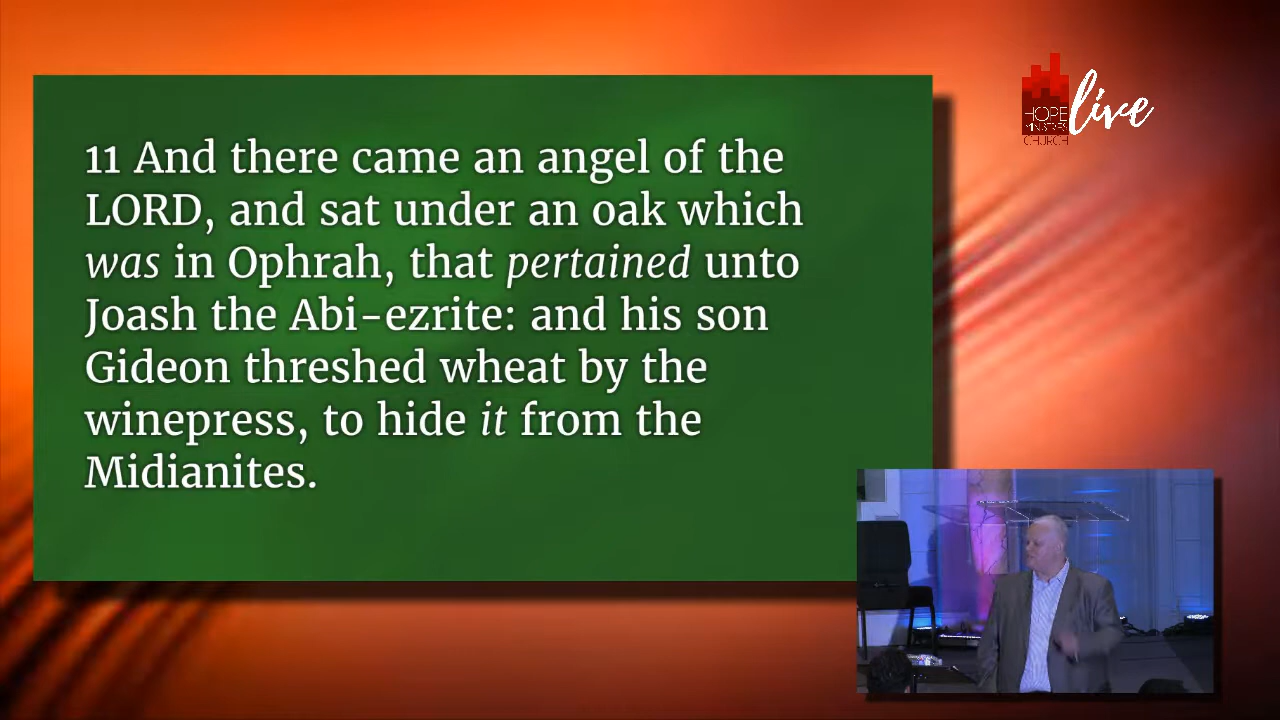 11 And there came an angel of the
LORD, and sat under an oak which
was in Ophrah, that pertained unto
Joash the Abi-ezrite: and his son
Gideon threshed wheat by the
winepress, to hide it from the
Midianites.
HOPE
MINISTRIES
CHURCH
live